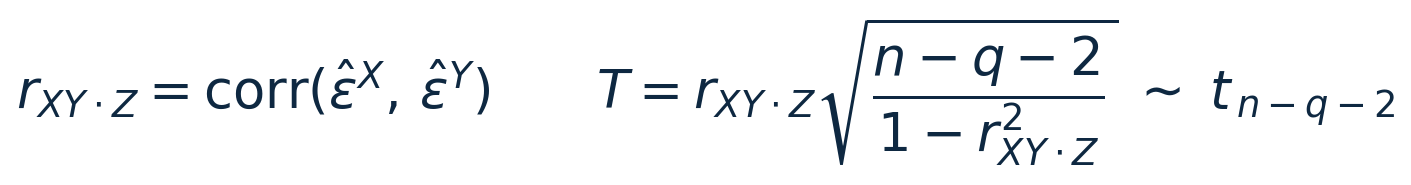 r_{XY·Z} = corr(ε̂^X, ε̂^Y)    T = r_{XY·Z} √((n − q − 2)/(1 − r²_{XY·Z})) ~ t_{n−q−2}